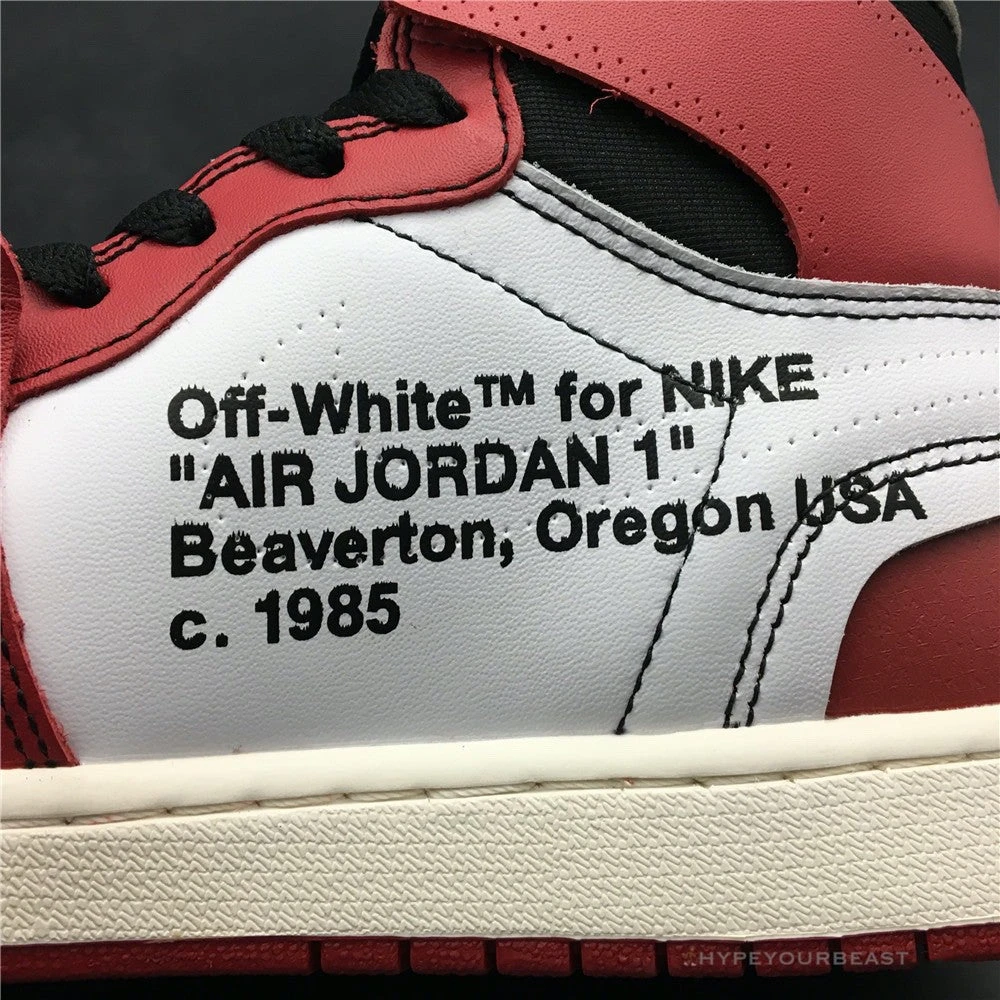 Off-White™ for NIKE
"AIR JORDAN 1"
Beaverton, Oregon USA
c. 1985
HYPEYOURBEAST